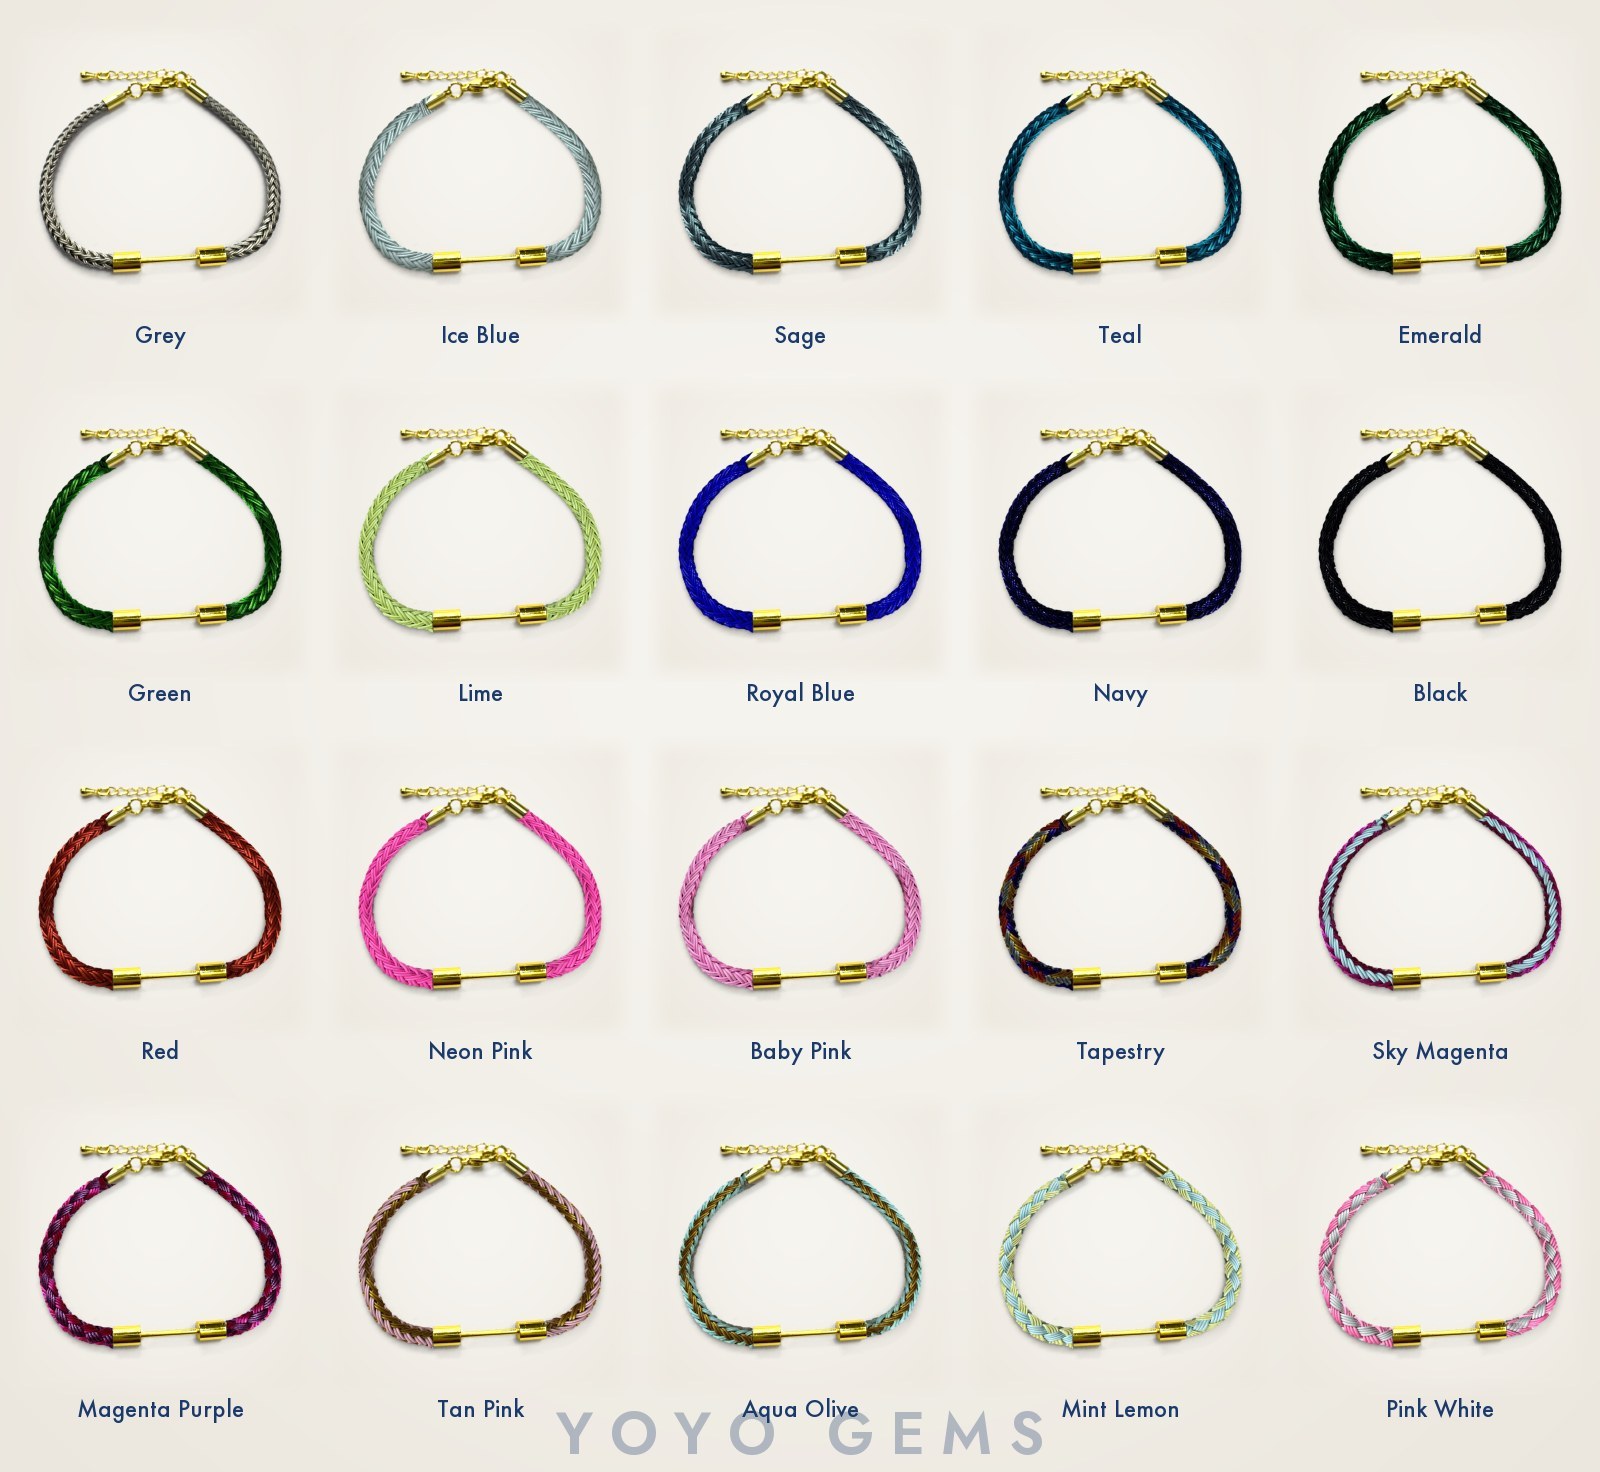 Grey
Ice Blue
Sage
Teal
Emerald
Green
Lime
Royal Blue
Navy
Black
Red
Neon Pink
Baby Pink
Tapestry
Sky Magenta
Magenta Purple
Tan Pink
Aqua Olive
Mint Lemon
Pink White
YOYO GEMS